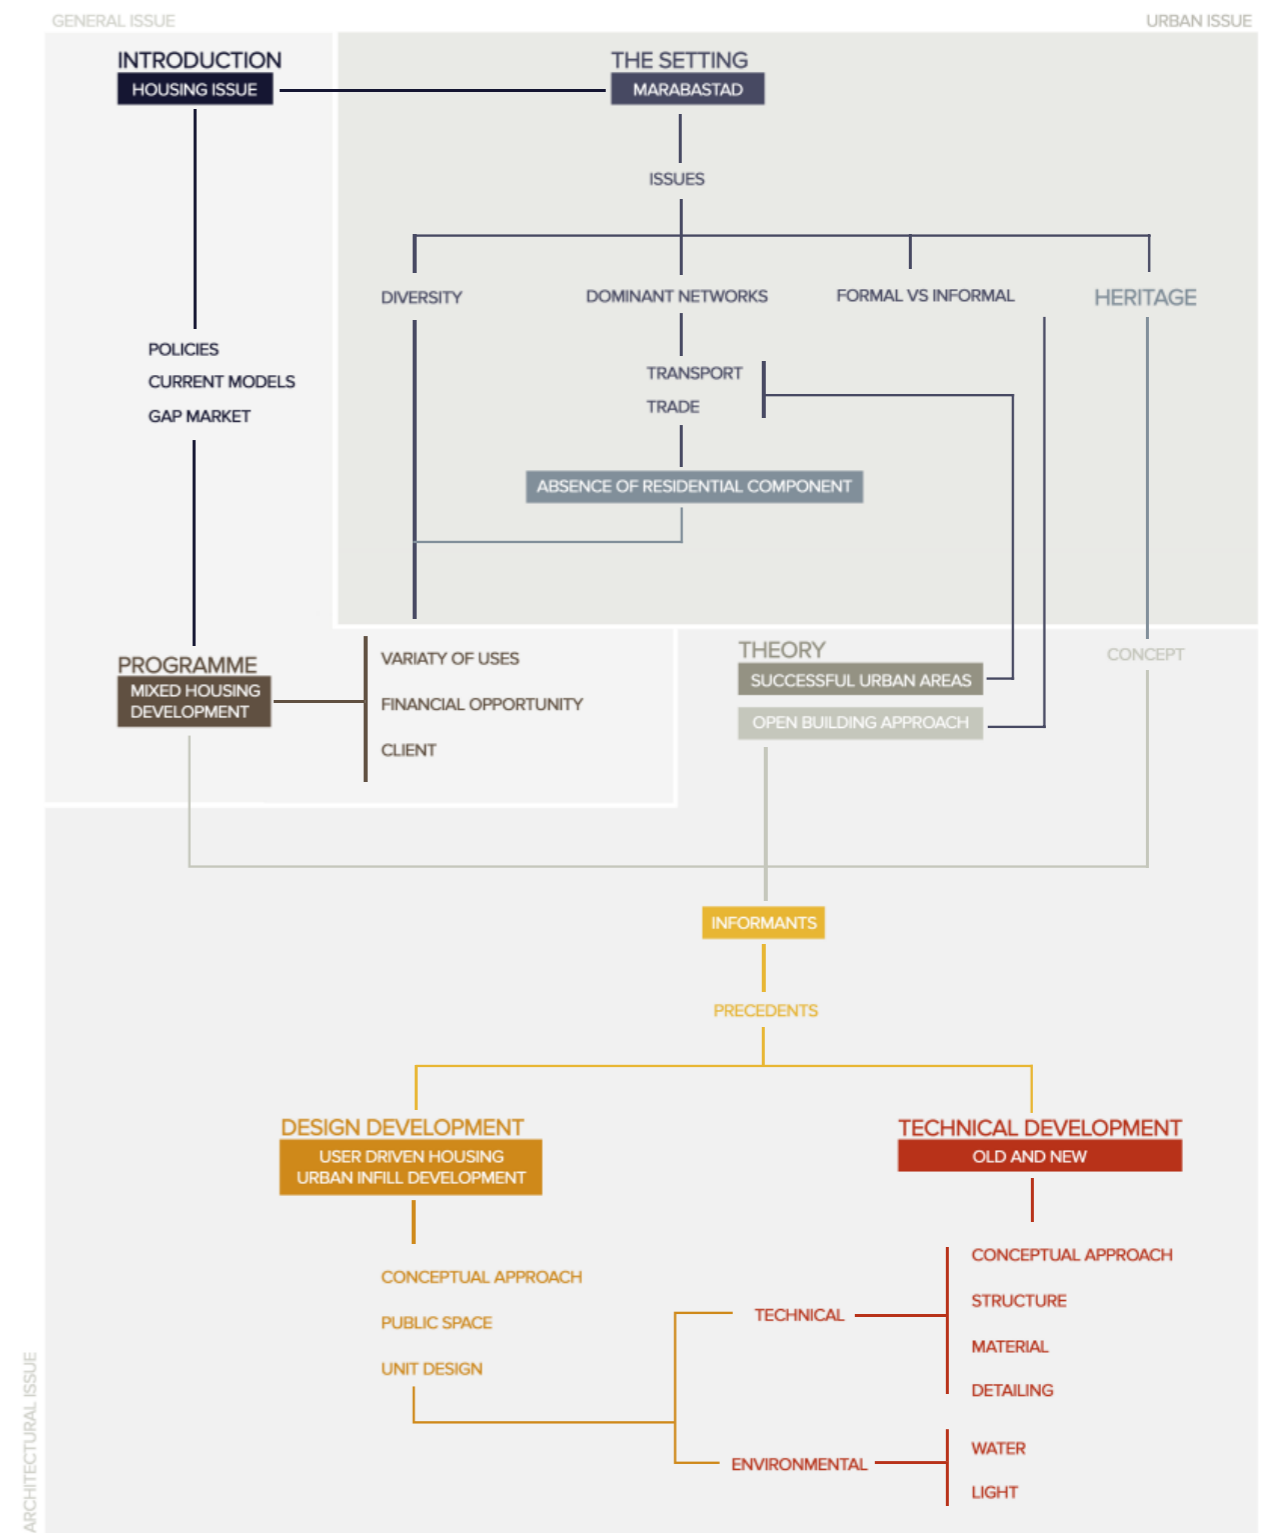 GENERAL ISSUE
URBAN ISSUE
INTRODUCTION
HOUSING ISSUE
THE SETTING
MARABASTAD
ISSUES
DIVERSITY
DOMINANT NETWORKS
FORMAL VS INFORMAL
HERITAGE
POLICIES
CURRENT MODELS
GAP MARKET
TRANSPORT
TRADE
ABSENCE OF RESIDENTIAL COMPONENT
PROGRAMME
MIXED HOUSING
DEVELOPMENT
VARIATY OF USES
FINANCIAL OPPORTUNITY
CLIENT
THEORY
SUCCESSFUL URBAN AREAS
OPEN BUILDING APPROACH
CONCEPT
INFORMANTS
PRECEDENTS
DESIGN DEVELOPMENT
USER DRIVEN HOUSING
URBAN INFILL DEVELOPMENT
TECHNICAL DEVELOPMENT
OLD AND NEW
CONCEPTUAL APPROACH
PUBLIC SPACE
UNIT DESIGN
TECHNICAL
ENVIRONMENTAL
CONCEPTUAL APPROACH
STRUCTURE
MATERIAL
DETAILING
WATER
LIGHT
ARCHITECTURAL ISSUE